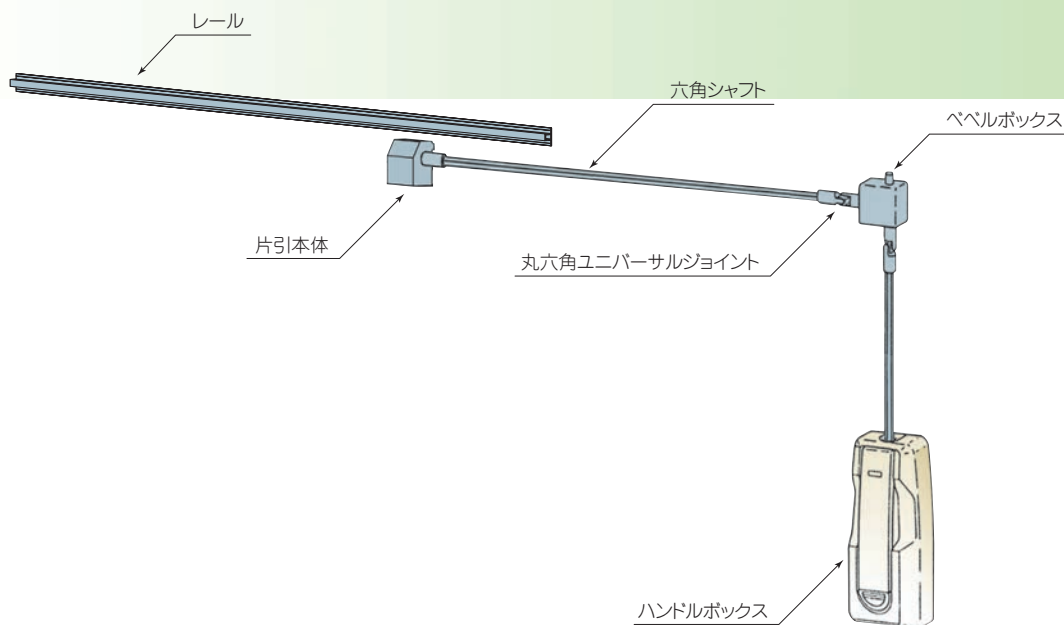 レール
六角シャフト
ベベルボックス
片引本体
丸六角ユニバーサルジョイント
ハンドルボックス